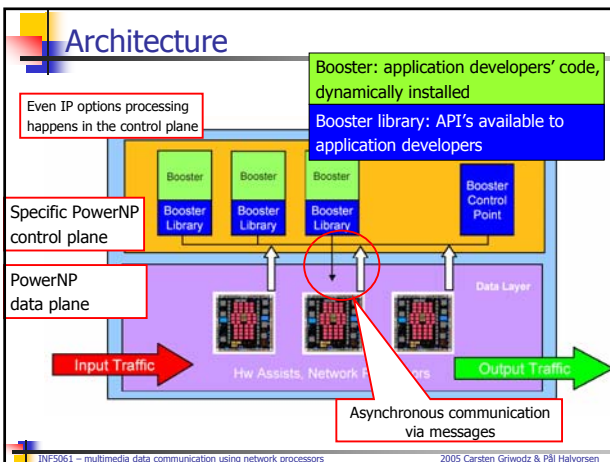 Architecture
Booster: application developers' code,
dynamically installed
Booster library: API's available to
application developers
Even IP options processing
happens in the control plane
Booster
Booster
Booster
Booster
Library
Booster
Library
Booster
Library
Booster
Control
Point
Specific PowerNP
control plane
PowerNP
data plane
Data Layer
Input Traffic
Hw Assists, Network
Output Traffic
Asynchronous communication
via messages
INF5061 – multimedia data communication using network processors
2005 Carsten Griwodz & Pål Halvorsen